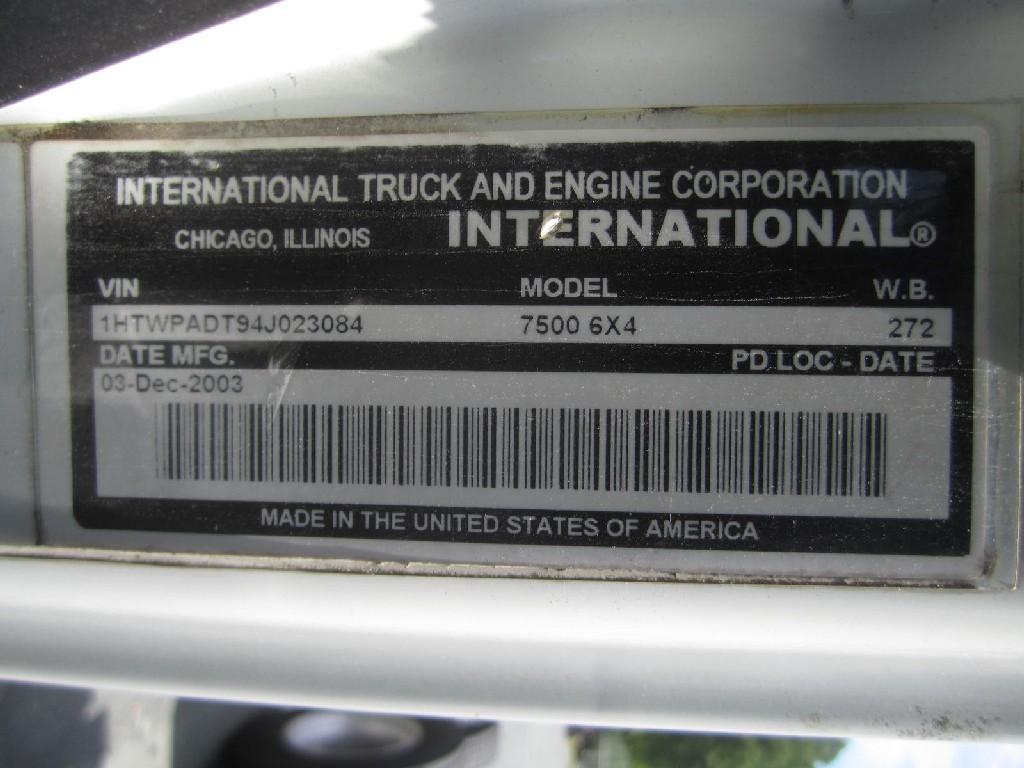 INTERNATIONAL TRUCK AND ENGINE CORPORATION
CHICAGO, ILLINOIS INTERNATIONAL®
VIN MODEL W.B.
1HTWPADT94J023084 7500 6X4 272
DATE MFG. PD LOC - DATE
03-Dec-2003
MADE IN THE UNITED STATES OF AMERICA